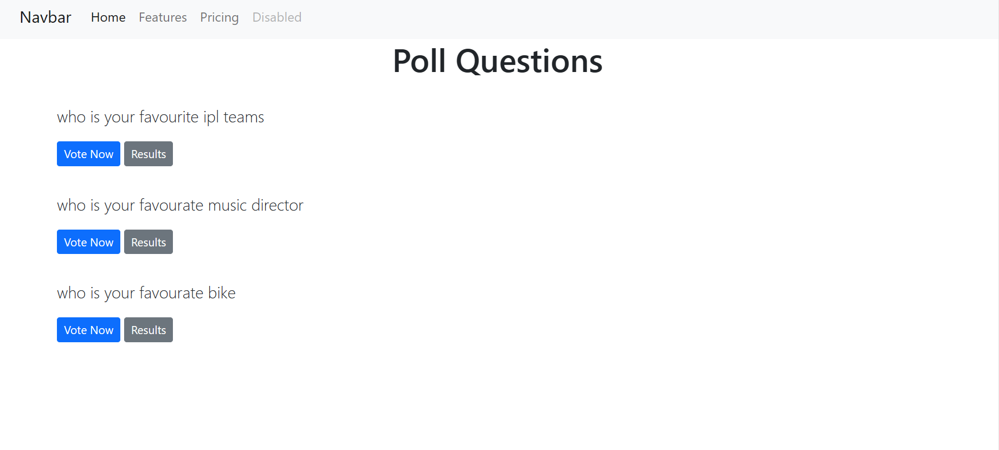 Navbar Home Features Pricing Disabled
Poll Questions
who is your favourite ipl teams
Vote Now Results
who is your favourate music director
Vote Now Results
who is your favourate bike
Vote Now Results